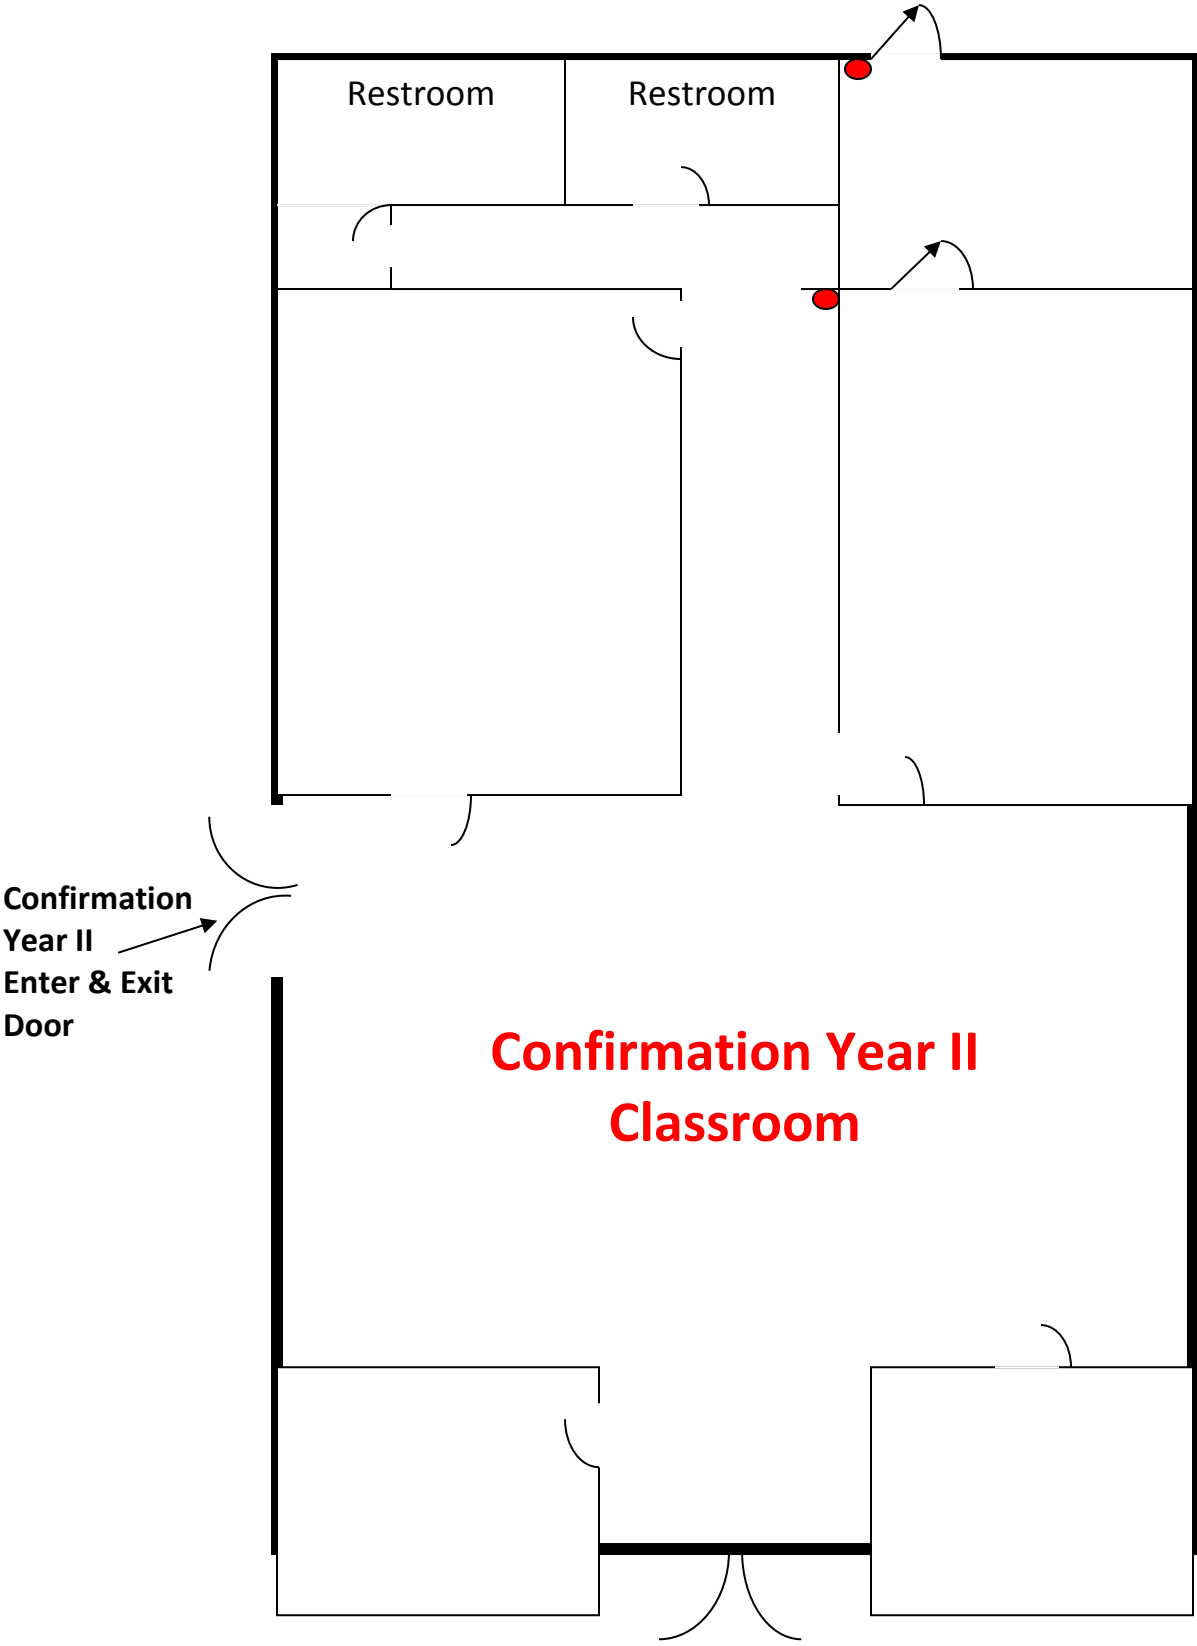 Restroom
Restroom
Confirmation
Year II
Enter & Exit
Door
Confirmation Year II
Classroom